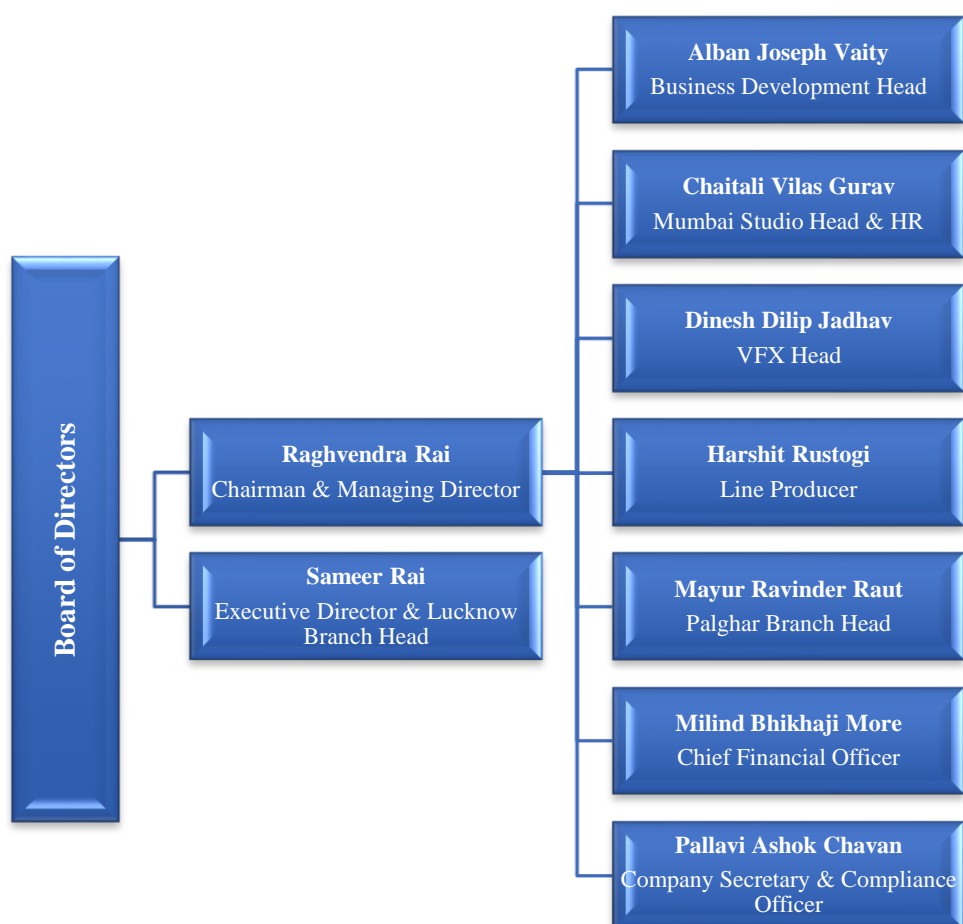 Board of Directors
Raghvendra Rai
Chairman & Managing Director
Sameer Rai
Executive Director & Lucknow
Branch Head
Alban Joseph Vaity
Business Development Head
Chaitali Vilas Gurav
Mumbai Studio Head & HR
Dinesh Dilip Jadhav
VFX Head
Harshit Rustogi
Line Producer
Mayur Ravinder Raut
Palghar Branch Head
Milind Bhikhaji More
Chief Financial Officer
Pallavi Ashok Chavan
Company Secretary & Compliance
Officer